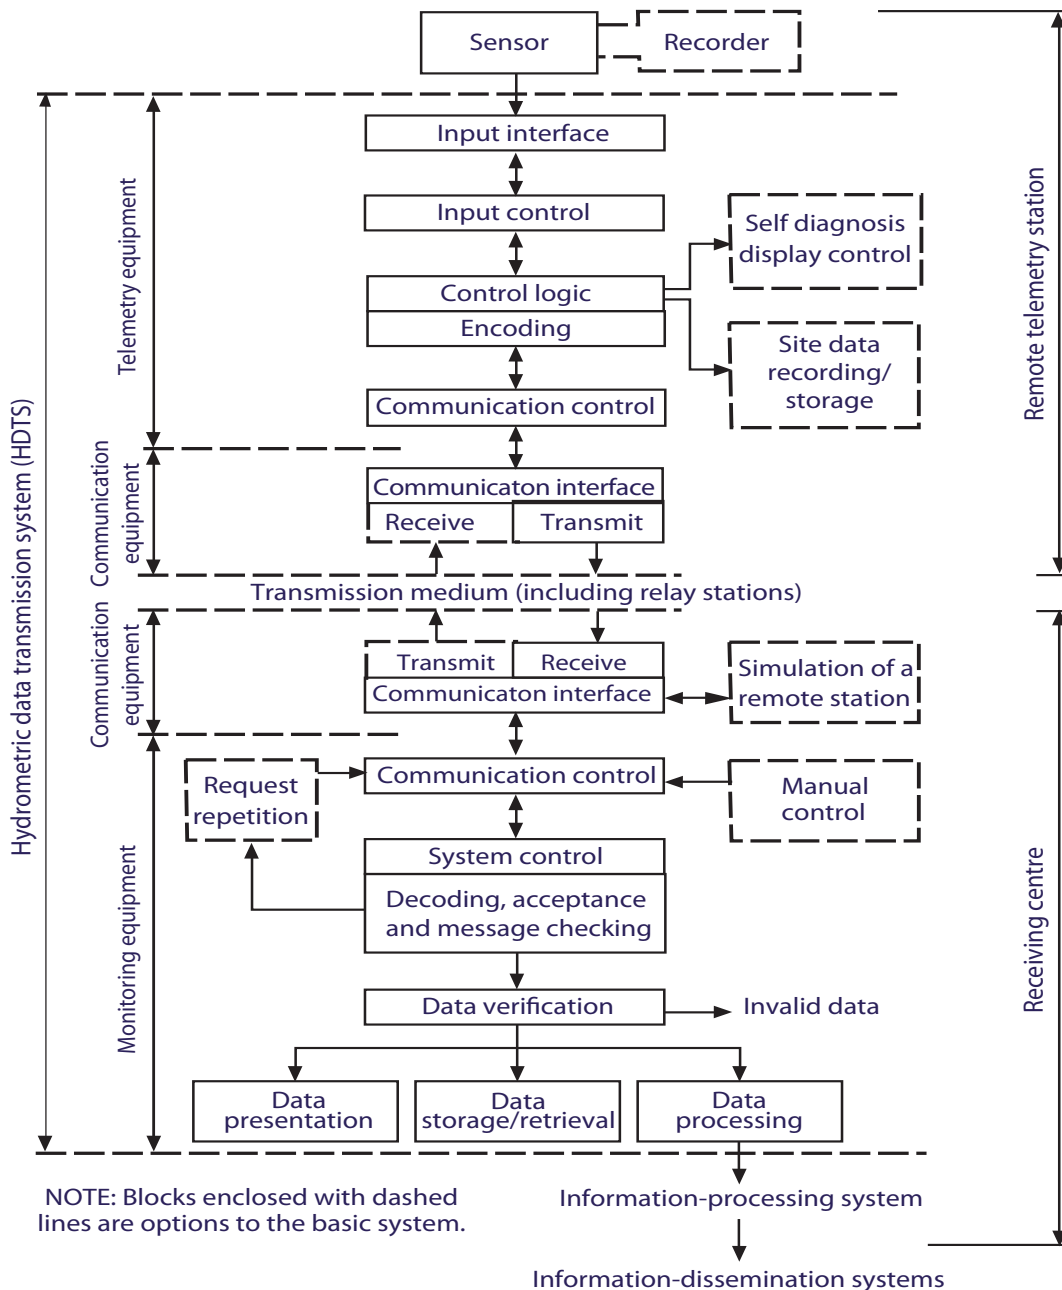 Sensor
Recorder
Input interface
Input control
Self diagnosis
display control
Control logic
Encoding
Site data
recording/
storage
Communication control
Communicaton interface
Receive
Transmit
Transmission medium (including relay stations)
Transmit
Receive
Communicaton interface
Simulation of a
remote station
Communication control
Request
repetition
Manual
control
System control
Decoding, acceptance
and message checking
Data verification
Invalid data
Data
presentation
Data
storage/retrieval
Data
processing
NOTE: Blocks enclosed with dashed
lines are options to the basic system.
Information-processing system
Information-dissemination systems
Hydrometric data transmission system (HDTS)
Telemetry equipment
Communication
equipment
Communication
equipment
Monitoring equipment
Remote telemetry station
Receiving centre